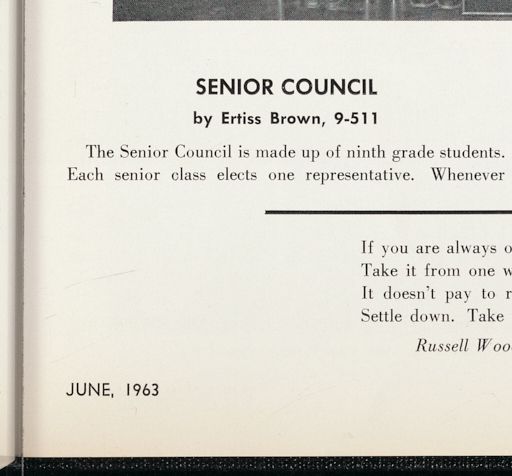 SENIOR COUNCIL
by Ertiss Brown, 9-511
The Senior Council is made up of ninth grade students.
Each senior class elects one representative. Whenever
If you are always
Take it from one
It doesn't pay to
Settle down. Take
Russell
JUNE, 1963